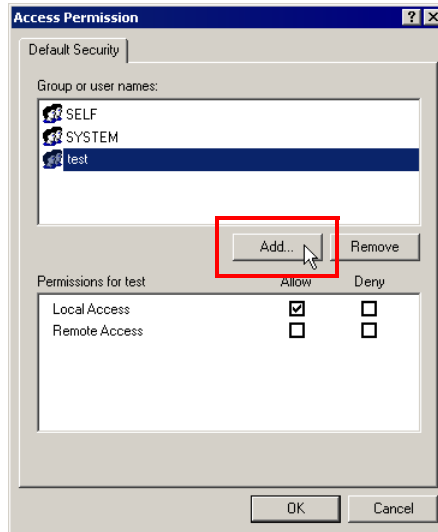 Access Permission
Default Security
Group or user names:
SELF
SYSTEM
test
Add... Remove
Permissions for test Allow Deny
Local Access
Remote Access
OK Cancel